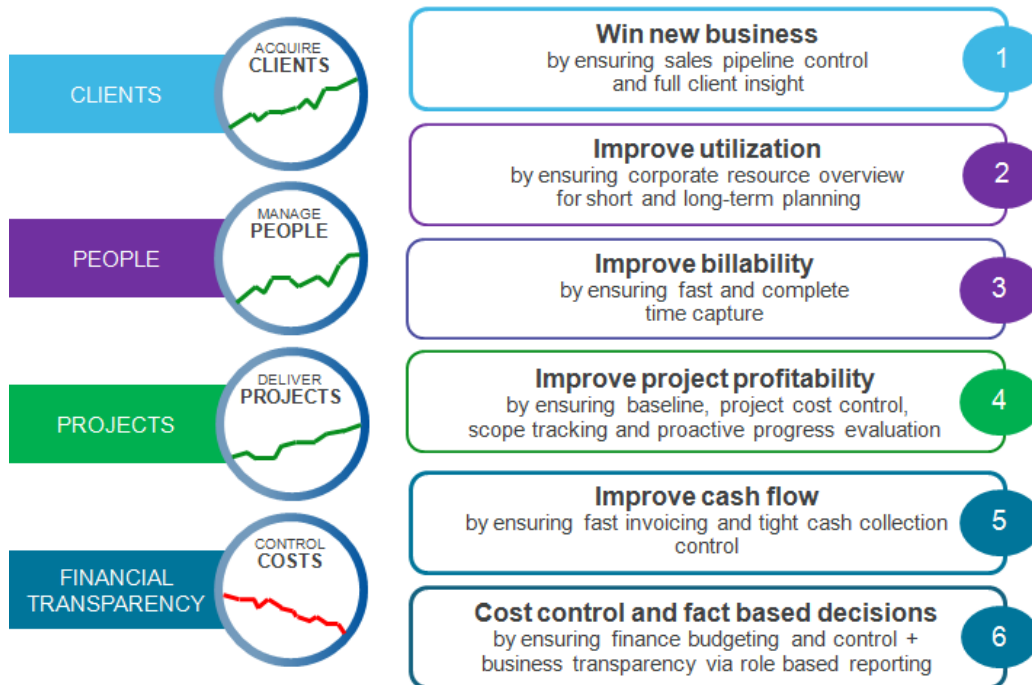 CLIENTS
ACQUIRE
CLIENTS
Win new business
by ensuring sales pipeline control
and full client insight
1
PEOPLE
MANAGE
PEOPLE
Improve utilization
by ensuring corporate resource overview
for short and long-term planning
2
Improve billability
by ensuring fast and complete
time capture
3
PROJECTS
DELIVER
PROJECTS
Improve project profitability
by ensuring baseline, project cost control,
scope tracking and proactive progress evaluation
4
FINANCIAL
TRANSPARENCY
CONTROL
COSTS
Improve cash flow
by ensuring fast invoicing and tight cash collection
control
5
Cost control and fact based decisions
by ensuring finance budgeting and control +
business transparency via role based reporting
6